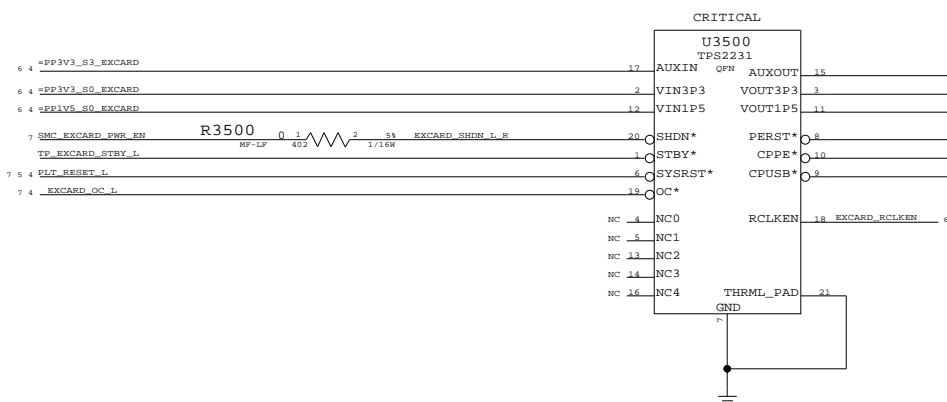 CRITICAL
U3500
TPS2231
QFN
6 4 =PP3V3_S3_EXCARD
17 AUXIN
AUXOUT 15
6 4 =PP3V3_S0_EXCARD
2 VIN3P3
VOUT3P3 3
6 4 =PP1V5_S0_EXCARD
12 VIN1P5
VOUT1P5 11
7 SMC_EXCARD_PWR_EN
R3500
0
1
2
5%
MF-LF
402
1/16W
EXCARD_SHDN_L_R
20 SHDN*
PERST* 8
TP_EXCARD_STBY_L
1 STBY*
CPPE* 10
7 5 4 PLT_RESET_L
6 SYSRST*
CPUSB* 9
7 4 EXCARD_OC_L
19 OC*
NC 4 NC0
RCLKEN 18 EXCARD_RCLKEN 6
NC 5 NC1
NC 13 NC2
NC 14 NC3
NC 16 NC4
THRML_PAD 21
GND
7